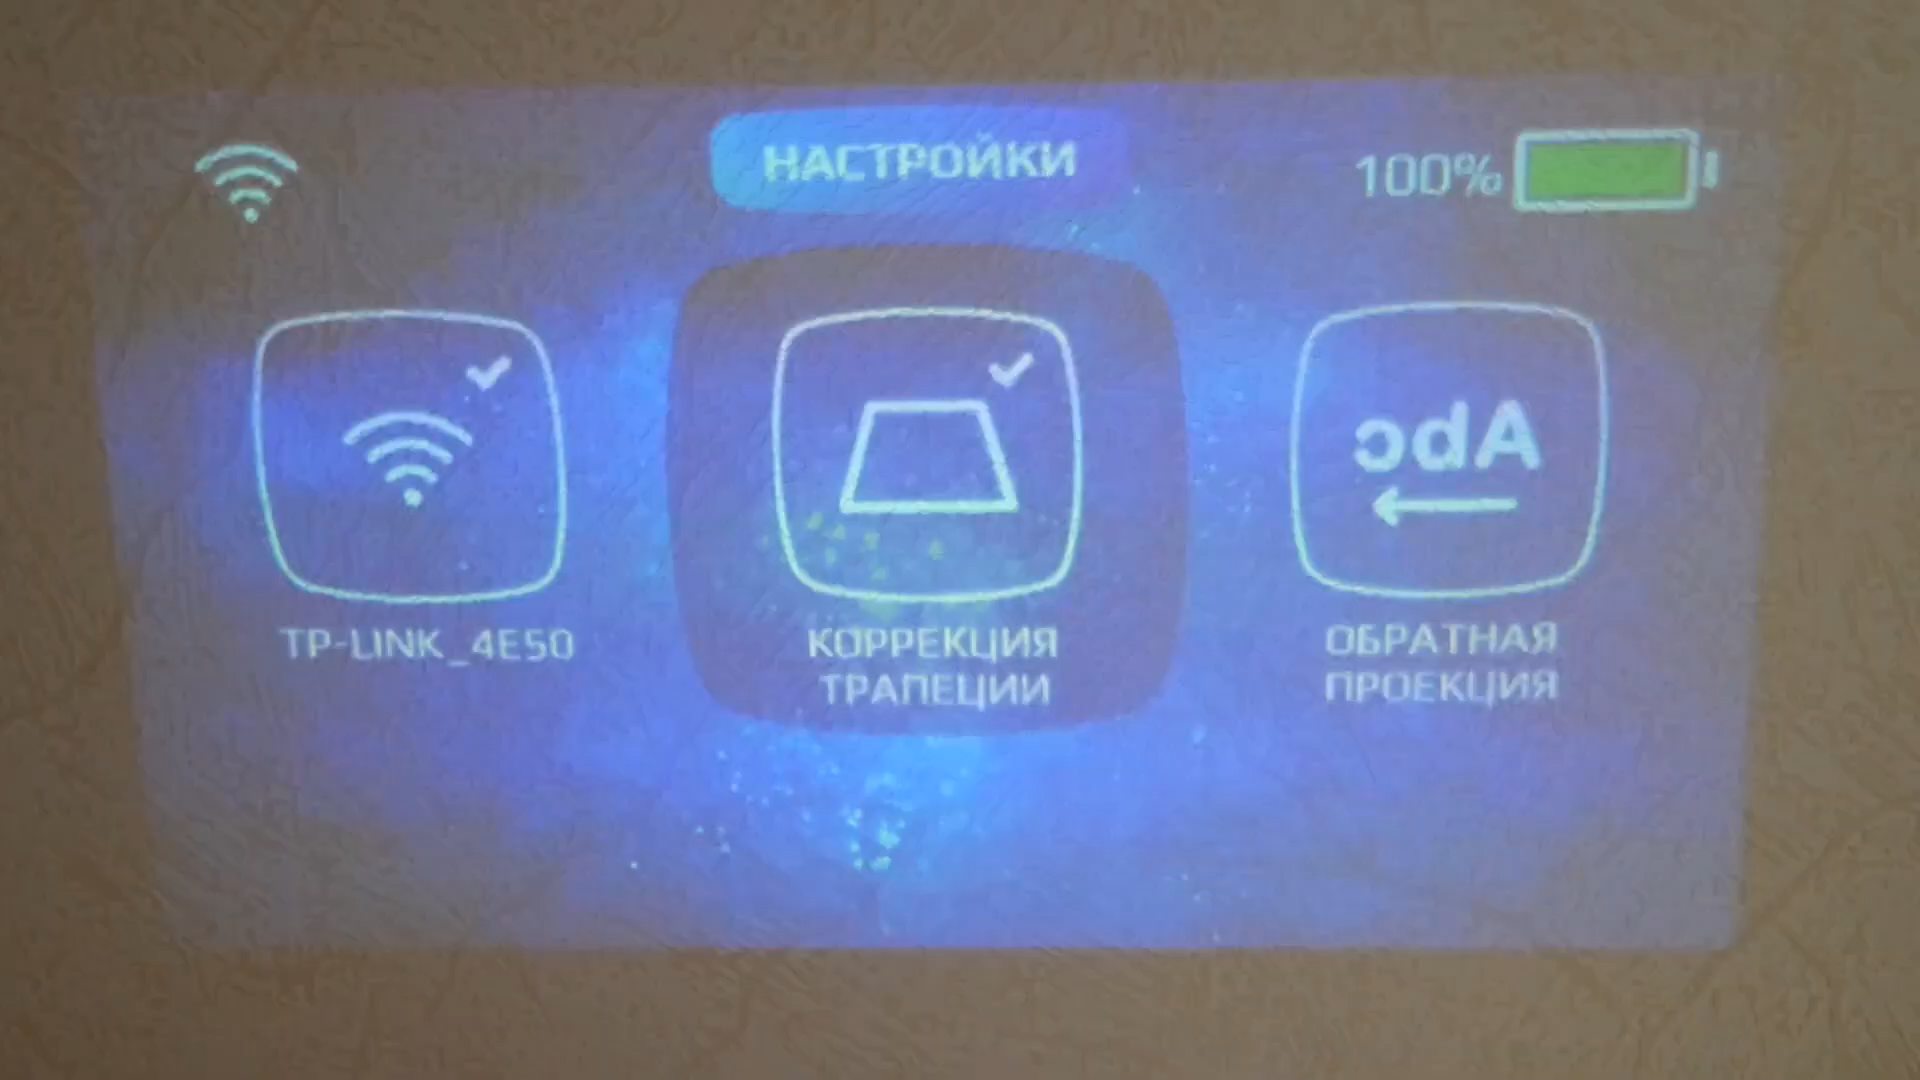 НАСТРОЙКИ
100%
TP-LINK_4E50
КОРРЕКЦИЯ
ТРАПЕЦИИ
Abc
ОБРАТНАЯ
ПРОЕКЦИЯ